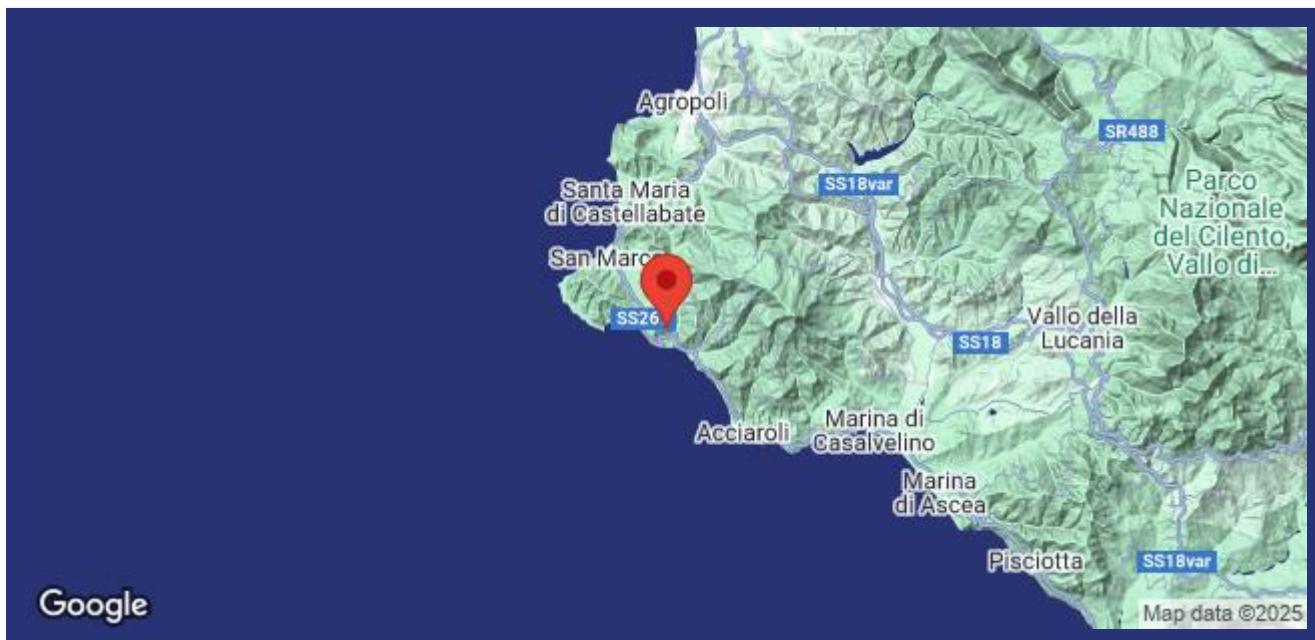 Agropoli
SR488
SS18var
Santa Maria
di Castellabate
Parco
Nazionale
del Cilento,
Vallo di...
San Marco
SS26
SS18
Vallo della
Lucania
Acciaroli
Marina di
Casalvelino
Marina
di Ascea
Pisciotta
SS18var
Google
Map data ©2025